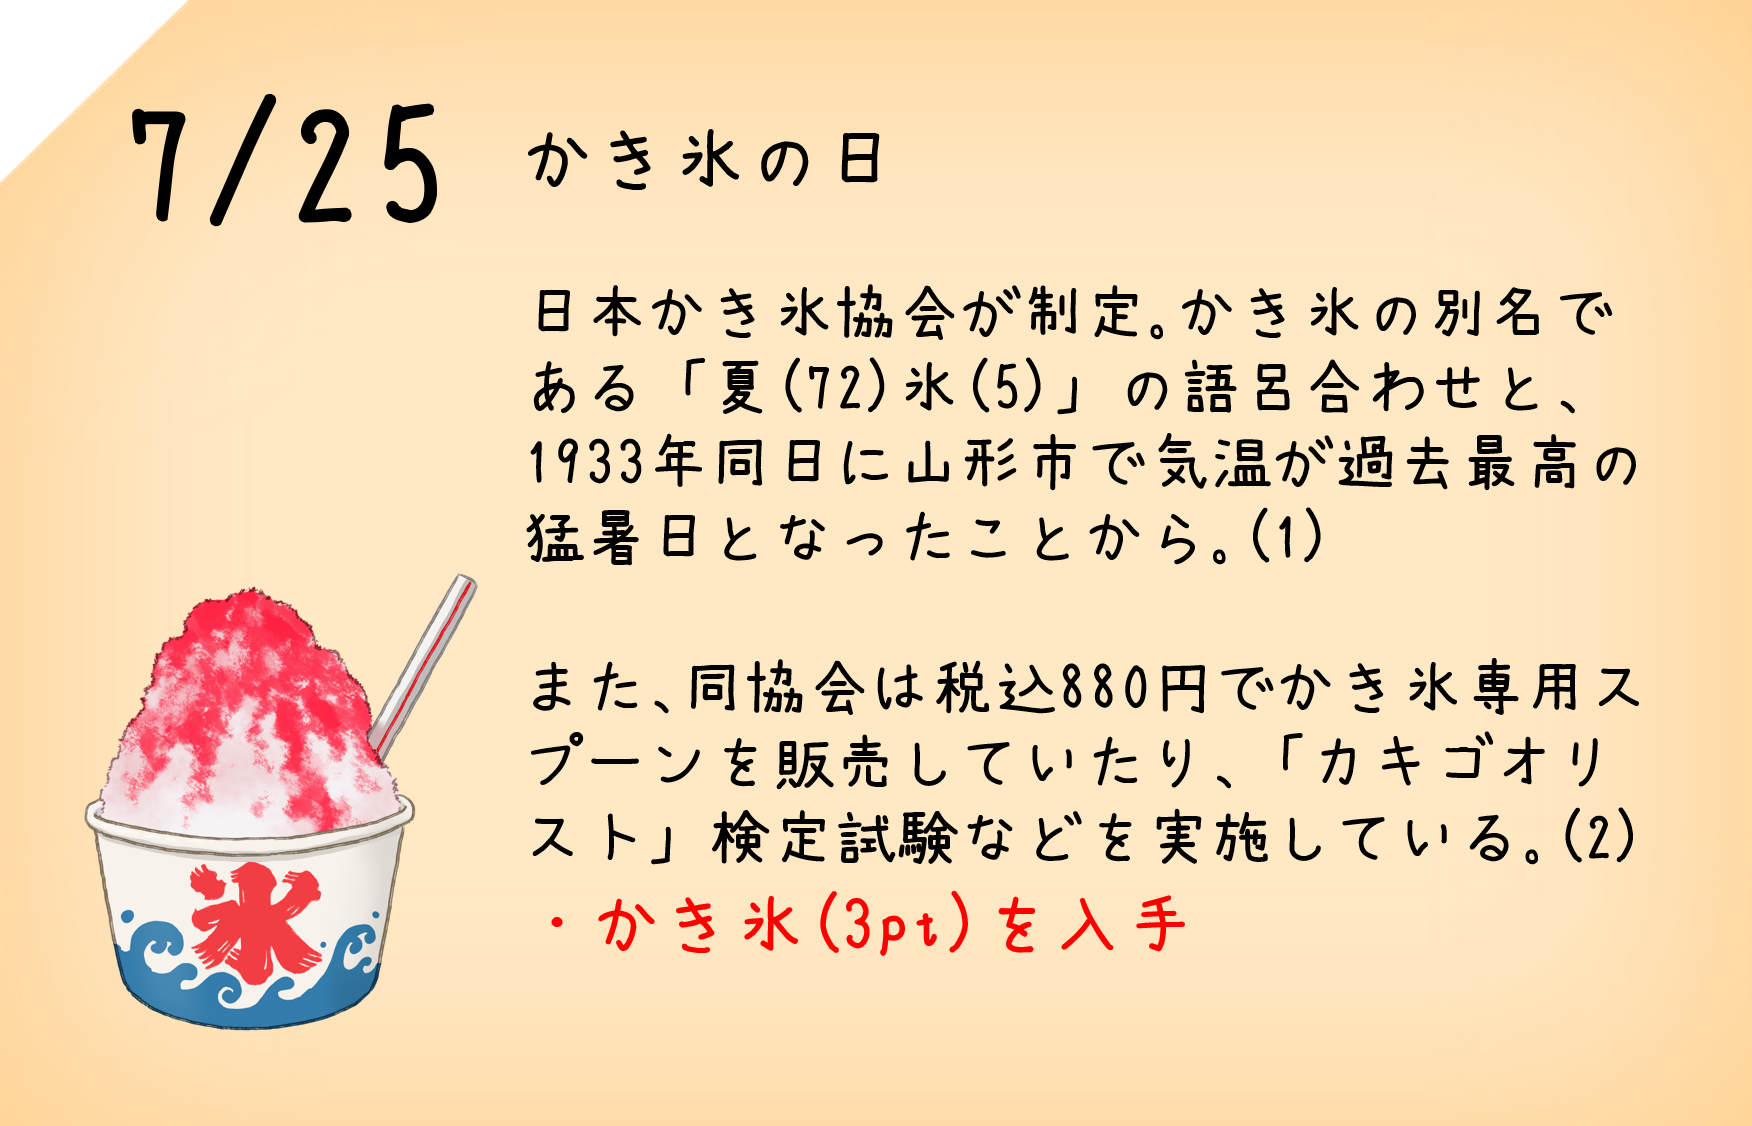 7/25 かき氷の日
日本かき氷協会が制定。かき氷の別名で
ある「夏(72)氷(5)」の語呂合わせと、
1933年同日に山形市で気温が過去最高の
猛暑日となったことから。(1)
また、同協会は税込880円でかき氷専用ス
プーンを販売していたり、「カキゴオリ
スト」検定試験などを実施している。(2)
・かき氷(3pt)を入手
氷